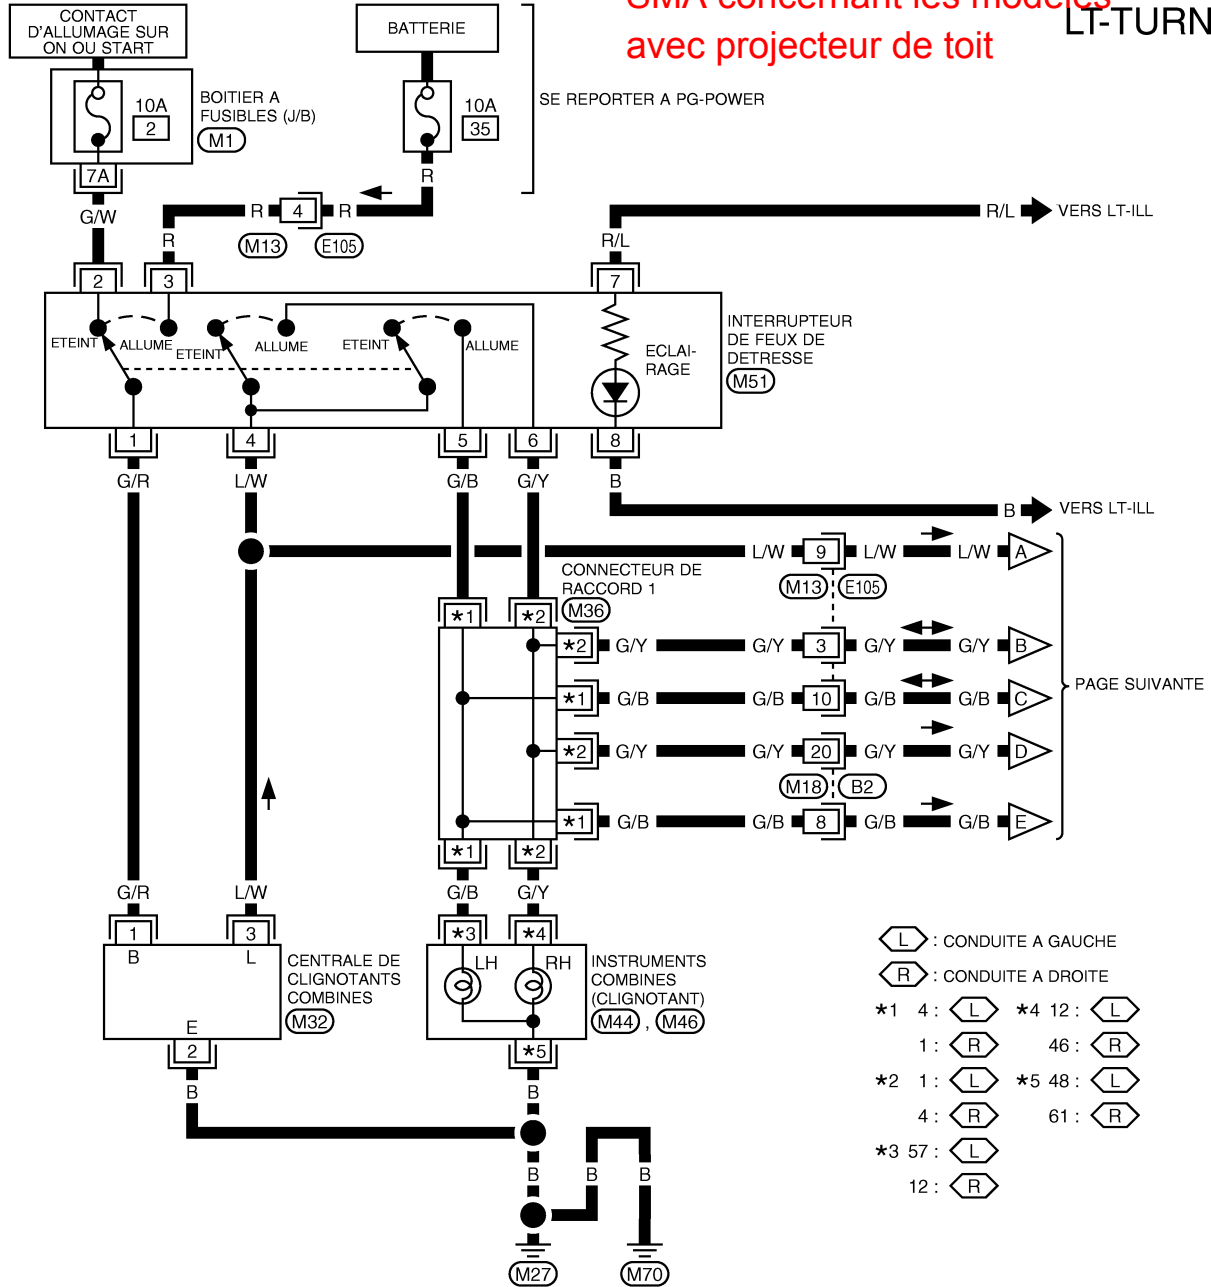 SMA concernant les modèles
avec projecteur de toit
LT-TURN
CONTACT
D'ALLUMAGE SUR
ON OU START
BATTERIE
10A
2
BOITIER A
FUSIBLES (J/B)
M1
10A
35
SE REPORTER A PG-POWER
7A
R
G/W
R
4
R
R
M13
E105
R/L
R/L
VERS LT-ILL
2
3
7
ETEINT
ALLUME
ETEINT
ALLUME
ETEINT
ALLUME
ECLAI-
RAGE
INTERRUPTEUR
DE FEUX DE
DETRESSE
M51
1
4
5
6
8
G/R
L/W
G/B
G/Y
B
B
VERS LT-ILL
L/W
9
L/W
L/W
A
CONNECTEUR DE
RACCORD 1
M36
M13
E105
*1
*2
*2
G/Y
G/Y
3
G/Y
G/Y
B
*1
G/B
G/B
10
G/B
G/B
C
PAGE SUIVANTE
*2
G/Y
G/Y
20
G/Y
G/Y
D
M18
B2
*1
G/B
G/B
8
G/B
G/B
E
*1
*2
G/R
L/W
G/B
G/Y
1
3
*3
*4
B
L
LH
RH
E
CENTRALE DE
CLIGNOTANTS
COMBINES
M32
INSTRUMENTS
COMBINES
(CLIGNOTANT)
M44 , M46
2
*5
B
B
B
B
B
M27
M70
L : CONDUITE A GAUCHE
R : CONDUITE A DROITE
*1 4 : L *4 12 : L
1 : R 46 : R
*2 1 : L *5 48 : L
4 : R 61 : R
*3 57 : L
12 : R